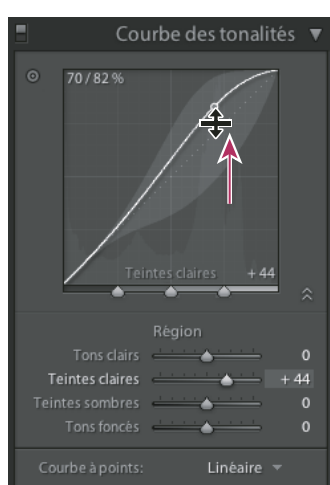 Courbe des tonalités
70 / 82 %
Teintes claires + 44
Région
Tons clairs 0
Teintes claires + 44
Teintes sombres 0
Tons foncés 0
Courbe à points: Linéaire